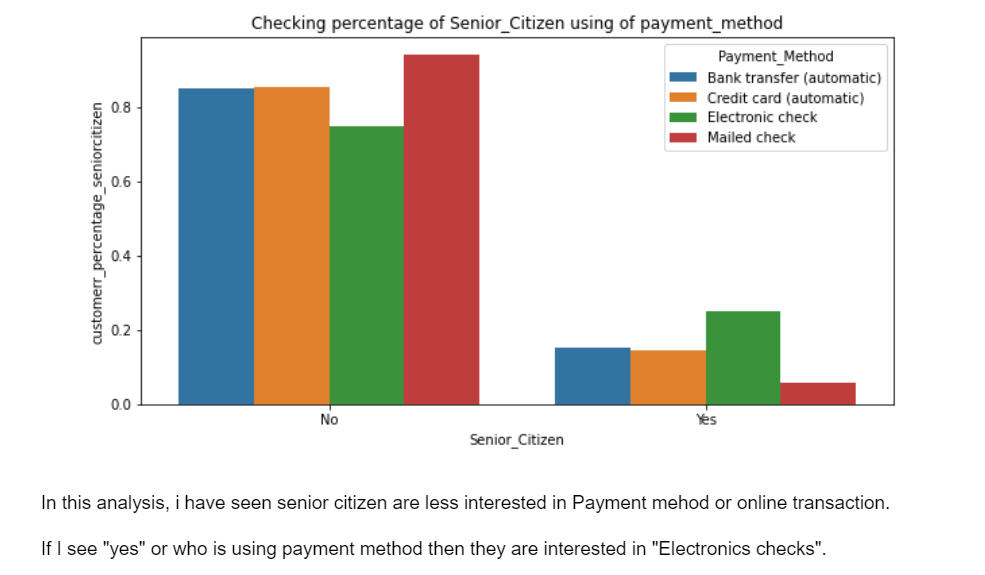 Checking percentage of Senior_Citizen using of payment_method
Payment_Method
Bank transfer (automatic)
Credit card (automatic)
Electronic check
Mailed check
customerr_percentage_seniorcitizen
0.8
0.6
0.4
0.2
0.0
No
Yes
Senior_Citizen
In this analysis, i have seen senior citizen are less interested in Payment mehod or online transaction.
If I see "yes" or who is using payment method then they are interested in "Electronics checks".